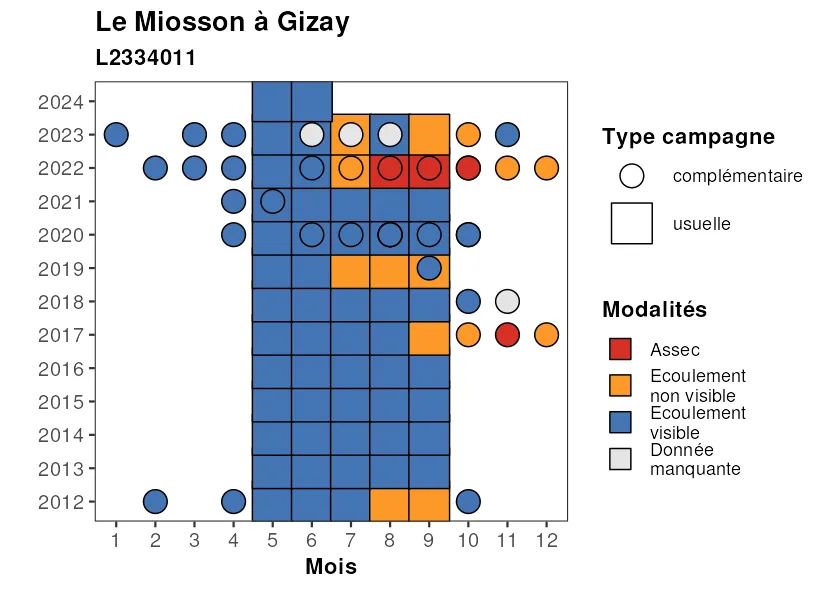 Le Miosson à Gizay
L2334011
2024
2023
2022
2021
2020
2019
2018
2017
2016
2015
2014
2013
2012
1 2 3 4 5 6 7 8 9 10 11 12
Mois
Type campagne
complémentaire
usuelle
Modalités
Assec
Ecoulement
non visible
Ecoulement
visible
Donnée
manquante